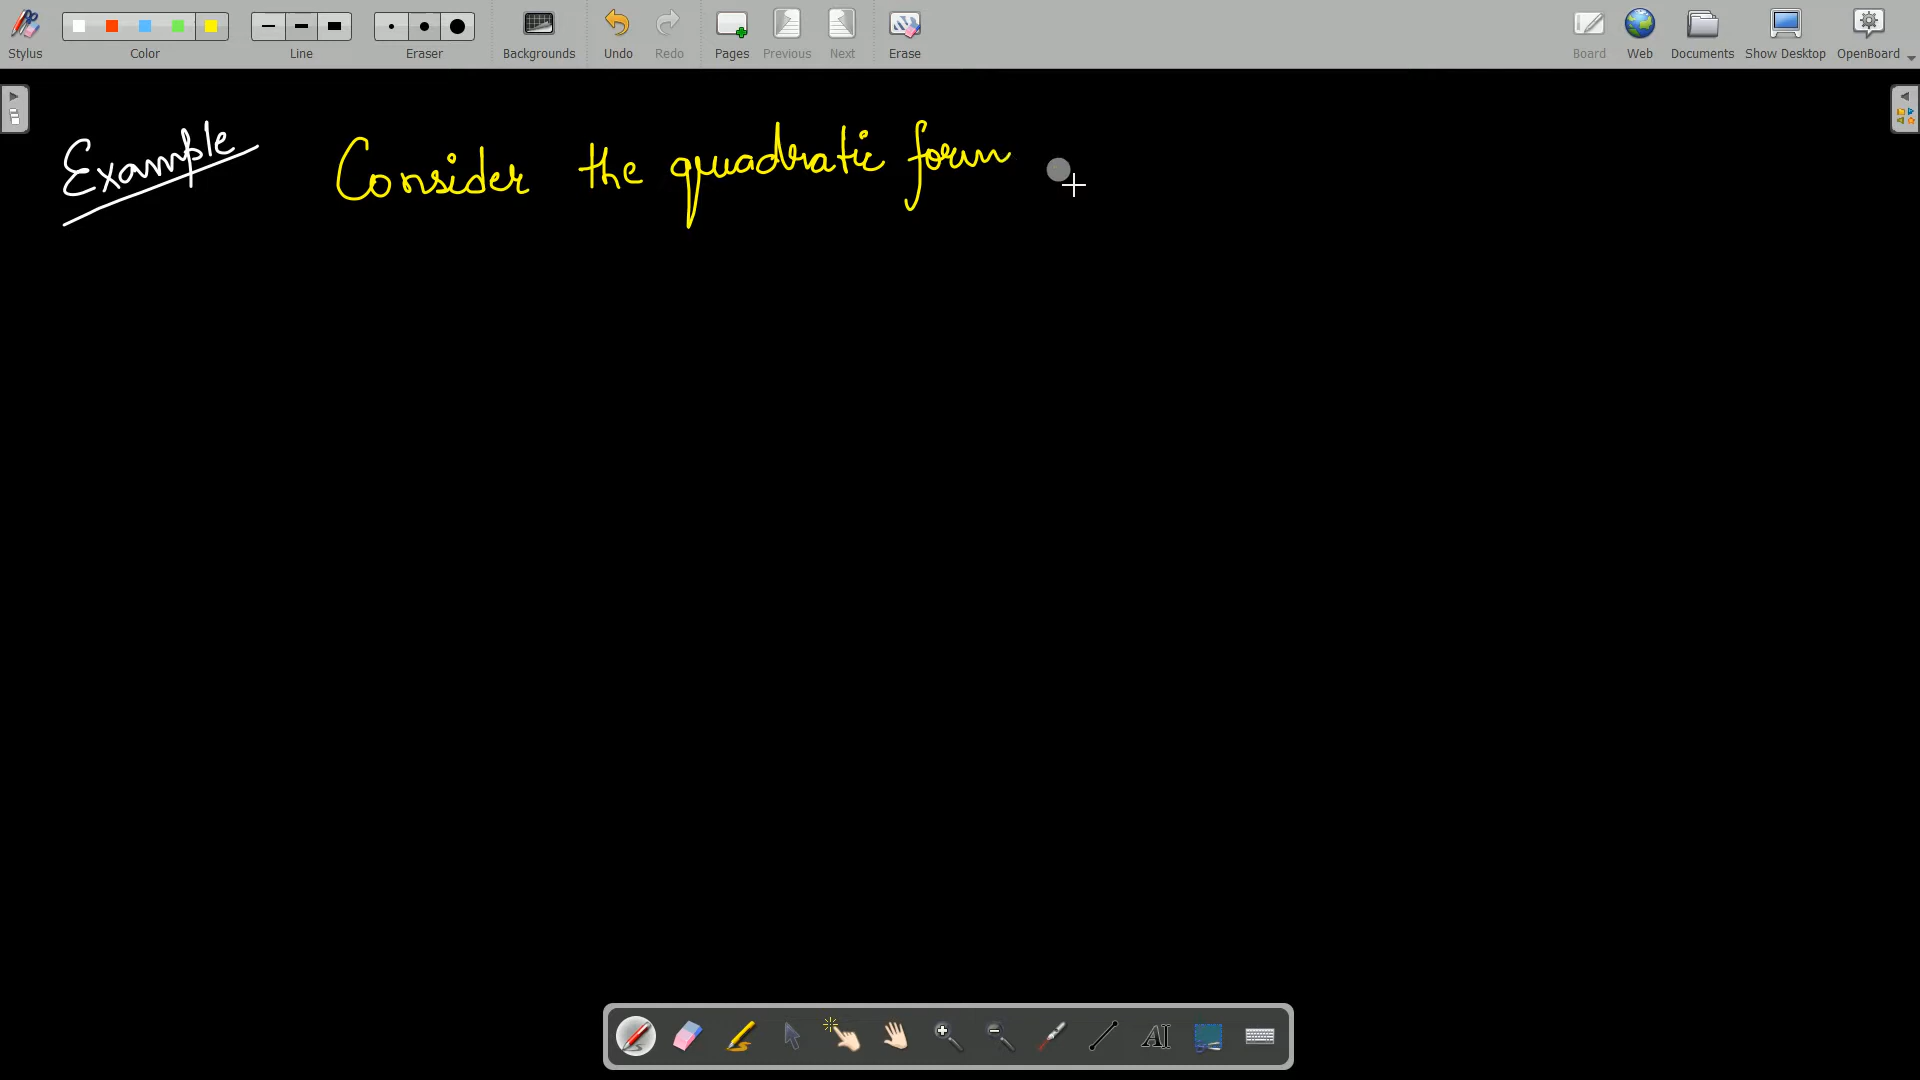 Stylus Color Line Eraser Backgrounds Undo Redo Pages Previous Next Erase Board Web Documents Show Desktop OpenBoard
Example Consider the quadratic form
AI